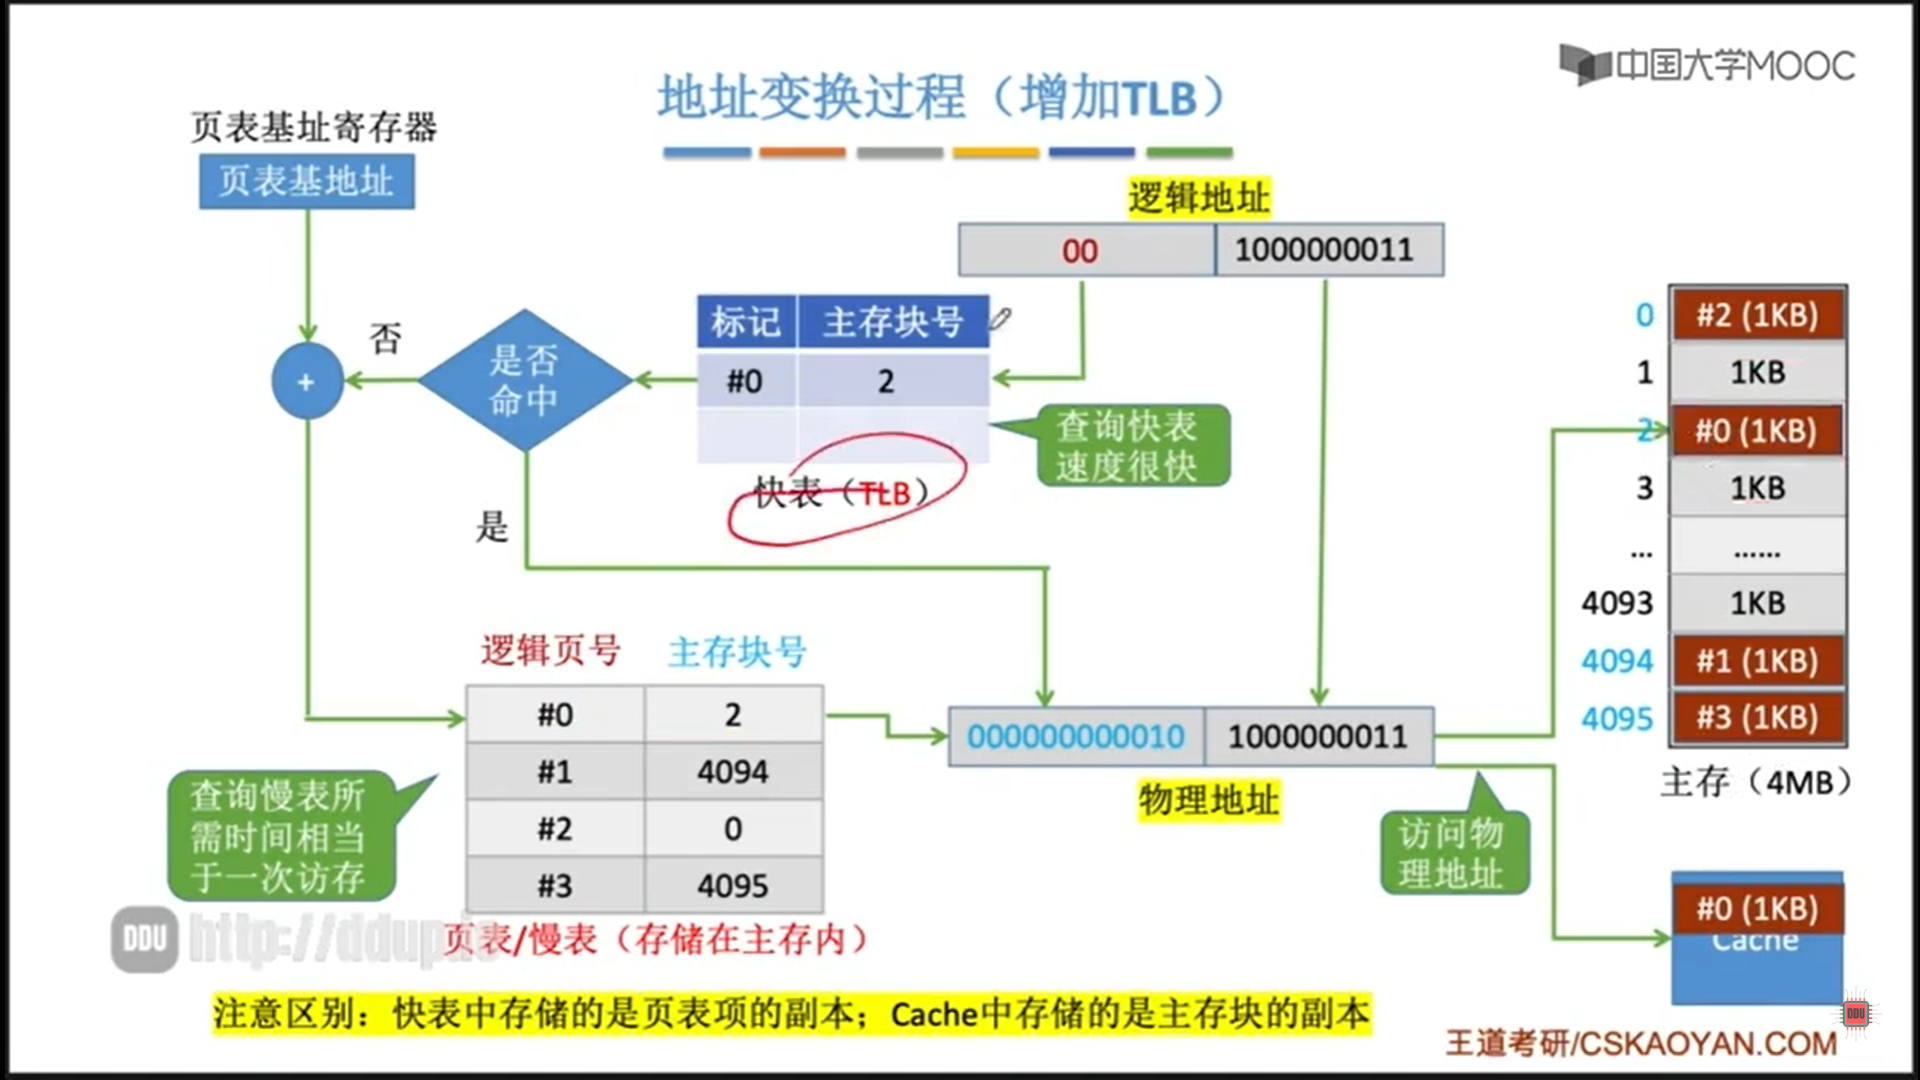 中国大学MOOC
地址变换过程（增加TLB）
页表基址寄存器
页表基地址
逻辑地址
00 1000000011
标记 主存块号
#0 2
是否
命中
否
+
是
查询快表
速度很快
快表（TLB）
0 #2 (1KB)
1 1KB
2 #0 (1KB)
3 1KB
... ......
4093 1KB
4094 #1 (1KB)
4095 #3 (1KB)
主存（4MB）
逻辑页号 主存块号
#0 2
#1 4094
#2 0
#3 4095
页表/慢表（存储在主存内）
查询慢表所
需时间相当
于一次访存
000000000010 1000000011
物理地址
访问物
理地址
#0 (1KB)
Cache
DDU
注意区别：快表中存储的是页表项的副本；Cache中存储的是主存块的副本
DDU
王道考研/CSKAOYAN.COM